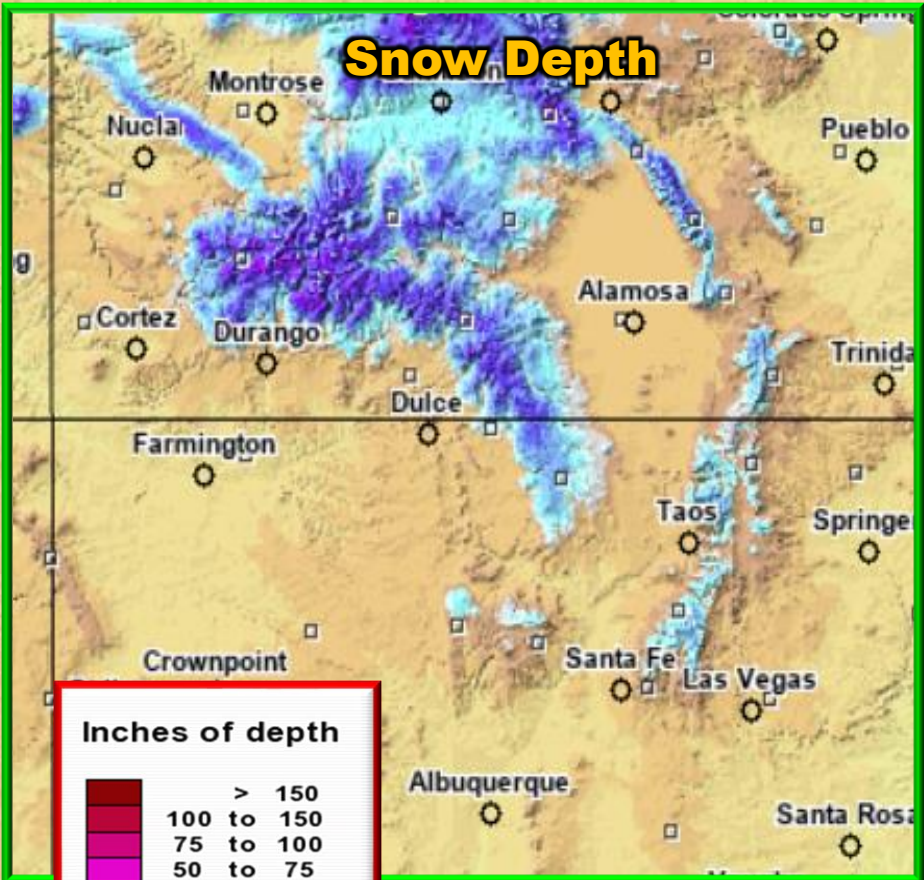 Snow Depth
Montrose
Nucla
Pueblo
Alamosa
Cortez
Durango
Trinida
Dulce
Farmington
Taos
Springe
Crownpoint
Santa Fe
Las Vegas
Inches of depth
> 150
100 to 150
75 to 100
50 to 75
Albuquerque
Santa Rosa